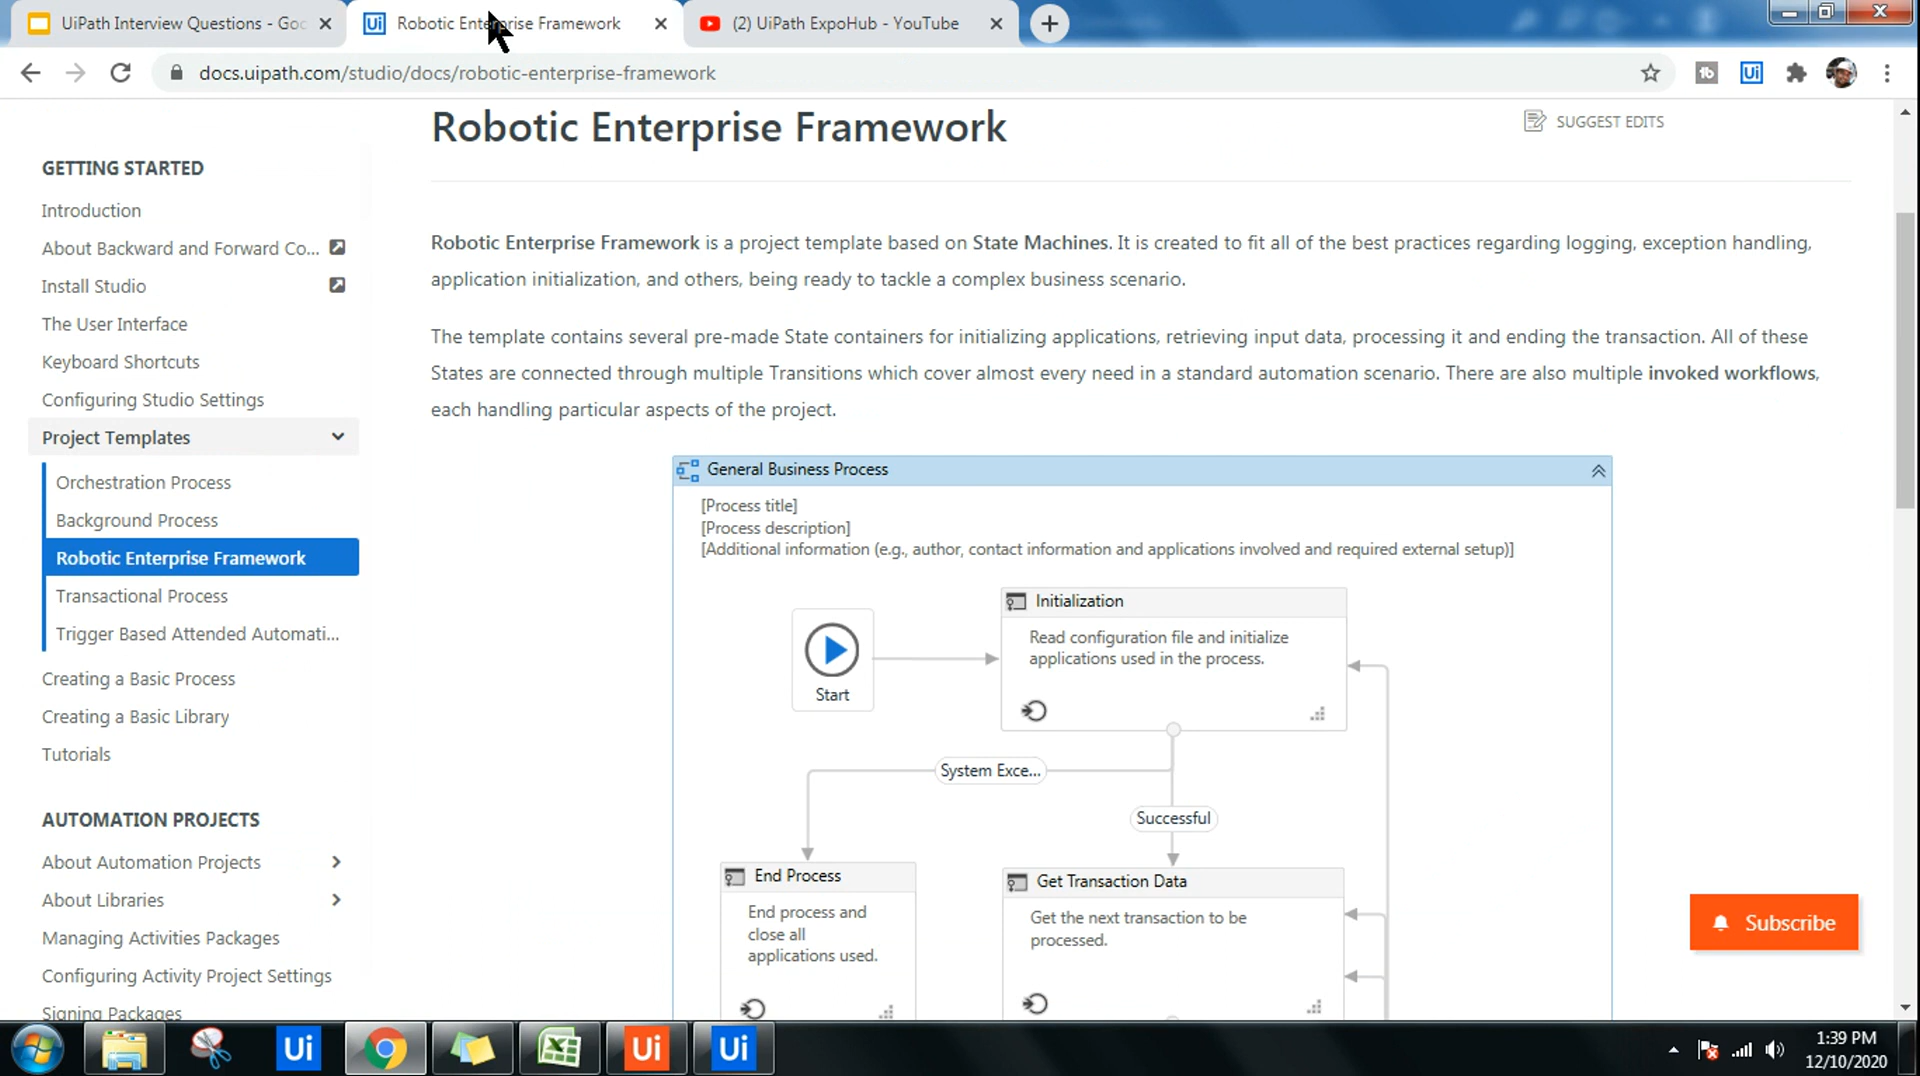 UiPath Interview Questions - Goo
Robotic Enterprise Framework
(2) UiPath ExpoHub - YouTube
docs.uipath.com/studio/docs/robotic-enterprise-framework
Ui
Robotic Enterprise Framework
SUGGEST EDITS
GETTING STARTED
Introduction
About Backward and Forward Co...
Install Studio
The User Interface
Keyboard Shortcuts
Configuring Studio Settings
Project Templates
Orchestration Process
Background Process
Robotic Enterprise Framework
Transactional Process
Trigger Based Attended Automati...
Creating a Basic Process
Creating a Basic Library
Tutorials
AUTOMATION PROJECTS
About Automation Projects
About Libraries
Managing Activities Packages
Configuring Activity Project Settings
Signing Packages
Robotic Enterprise Framework is a project template based on State Machines. It is created to fit all of the best practices regarding logging, exception handling,
application initialization, and others, being ready to tackle a complex business scenario.
The template contains several pre-made State containers for initializing applications, retrieving input data, processing it and ending the transaction. All of these
States are connected through multiple Transitions which cover almost every need in a standard automation scenario. There are also multiple invoked workflows,
each handling particular aspects of the project.
General Business Process
[Process title]
[Process description]
[Additional information (e.g., author, contact information and applications involved and required external setup)]
Start
Initialization
Read configuration file and initialize
applications used in the process.
System Exce...
Successful
End Process
End process and
close all
applications used.
Get Transaction Data
Get the next transaction to be
processed.
Subscribe
Ui
Ui
Ui
1:39 PM
12/10/2020